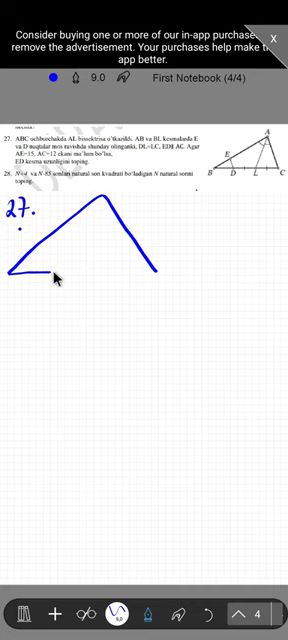 Consider buying one or more of our in-app purchase
remove the advertisement. Your purchases help make t
app better.
X
9.0
First Notebook (4/4)
27. ABC uchburchakda AL bissektrisa o'tkazildi. AB va BL kesmalarda E
va D nuqtalar mos ravishda shunday olinganki, DL=LC, ED∥AC. Agar
AE=15, AC=12 ekani ma'lum bo'lsa,
ED kesma uzunligini toping.
28. N+4 va N-85 sonlari natural son kvadrati bo'ladigan N natural sonni
toping.
A
E
B
D
L
C
27.
9,0
4